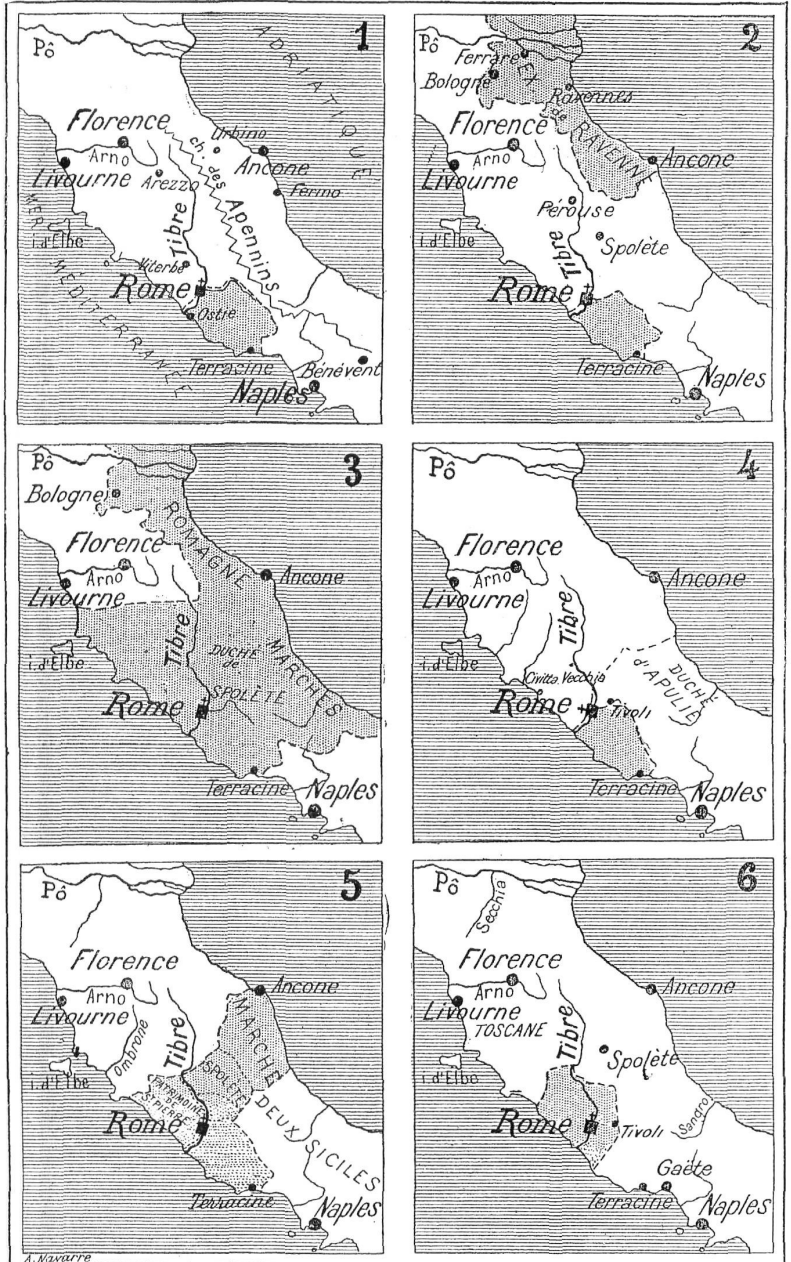 1
Pô
ADRIATIQUE
Florence
Urbino
Arno
Ancone
Livourne
Arezzo
Fermo
ch. des Apennins
Tibre
i. d'Elbe
MER MÉDITERRANÉE
Viterbe
Rome
Ostie
Terracine
Bénévent
Naples
2
Pô
Ferrare
Bologne
EX. de RAVENNE
Ravennes
Florence
Arno
Ancone
Livourne
Pérouse
i. d'Elbe
Spolète
Tibre
Rome
Terracine
Naples
3
Pô
Bologne
ROMAGNE
Florence
Arno
Ancone
Livourne
Tibre
MARCHES
i. d'Elbe
DUCHÉ
de
SPOLÈTE
Rome
Terracine
Naples
4
Pô
Florence
Arno
Ancone
Livourne
Tibre
i. d'Elbe
Civitta Vecchia
DUCHÉ
d'APULIE
Rome
Tivoli
Terracine
Naples
5
Pô
Florence
Arno
Ancone
Livourne
Ombrone
Tibre
MARCHE
i. d'Elbe
SPOLÈTE
PATRIMOINE
DE
ST PIERRE
Rome
DEUX SICILES
Terracine
Naples
6
Pô
Secchia
Florence
Arno
Ancone
Livourne
TOSCANE
Tibre
Spolète
i. d'Elbe
Rome
Tivoli
Sandro
Gaëte
Terracine
Naples
A. Navarre